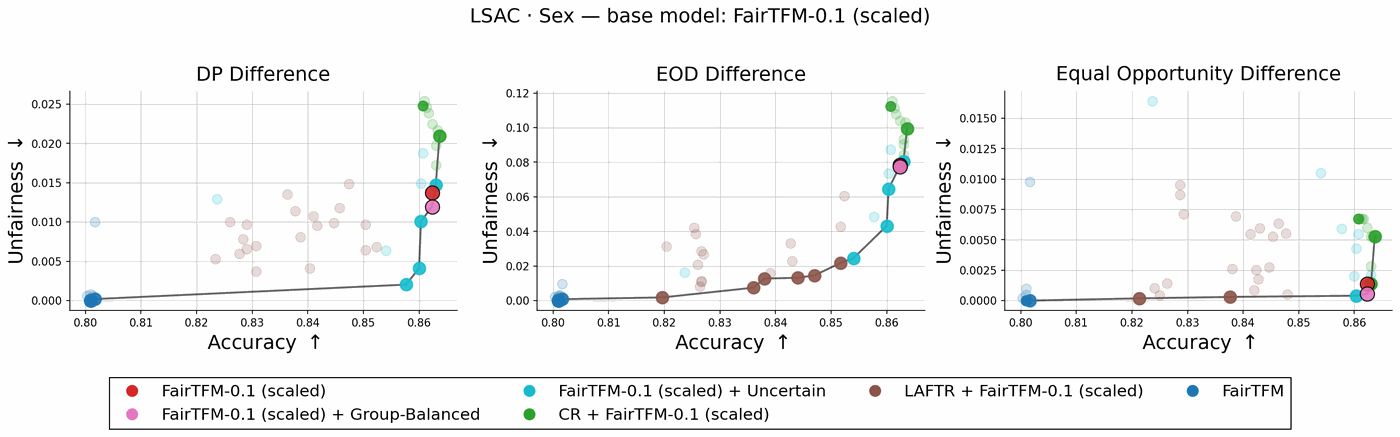 LSAC · Sex — base model: FairTFM-0.1 (scaled)
DP Difference
Unfairness ↓
0.025
0.020
0.015
0.010
0.005
0.000
0.80 0.81 0.82 0.83 0.84 0.85 0.86
Accuracy ↑
EOD Difference
Unfairness ↓
0.12
0.10
0.08
0.06
0.04
0.02
0.00
0.80 0.81 0.82 0.83 0.84 0.85 0.86
Accuracy ↑
Equal Opportunity Difference
Unfairness ↓
0.0150
0.0125
0.0100
0.0075
0.0050
0.0025
0.0000
0.80 0.81 0.82 0.83 0.84 0.85 0.86
Accuracy ↑
FairTFM-0.1 (scaled)
FairTFM-0.1 (scaled) + Group-Balanced
FairTFM-0.1 (scaled) + Uncertain
CR + FairTFM-0.1 (scaled)
LAFTR + FairTFM-0.1 (scaled)
FairTFM